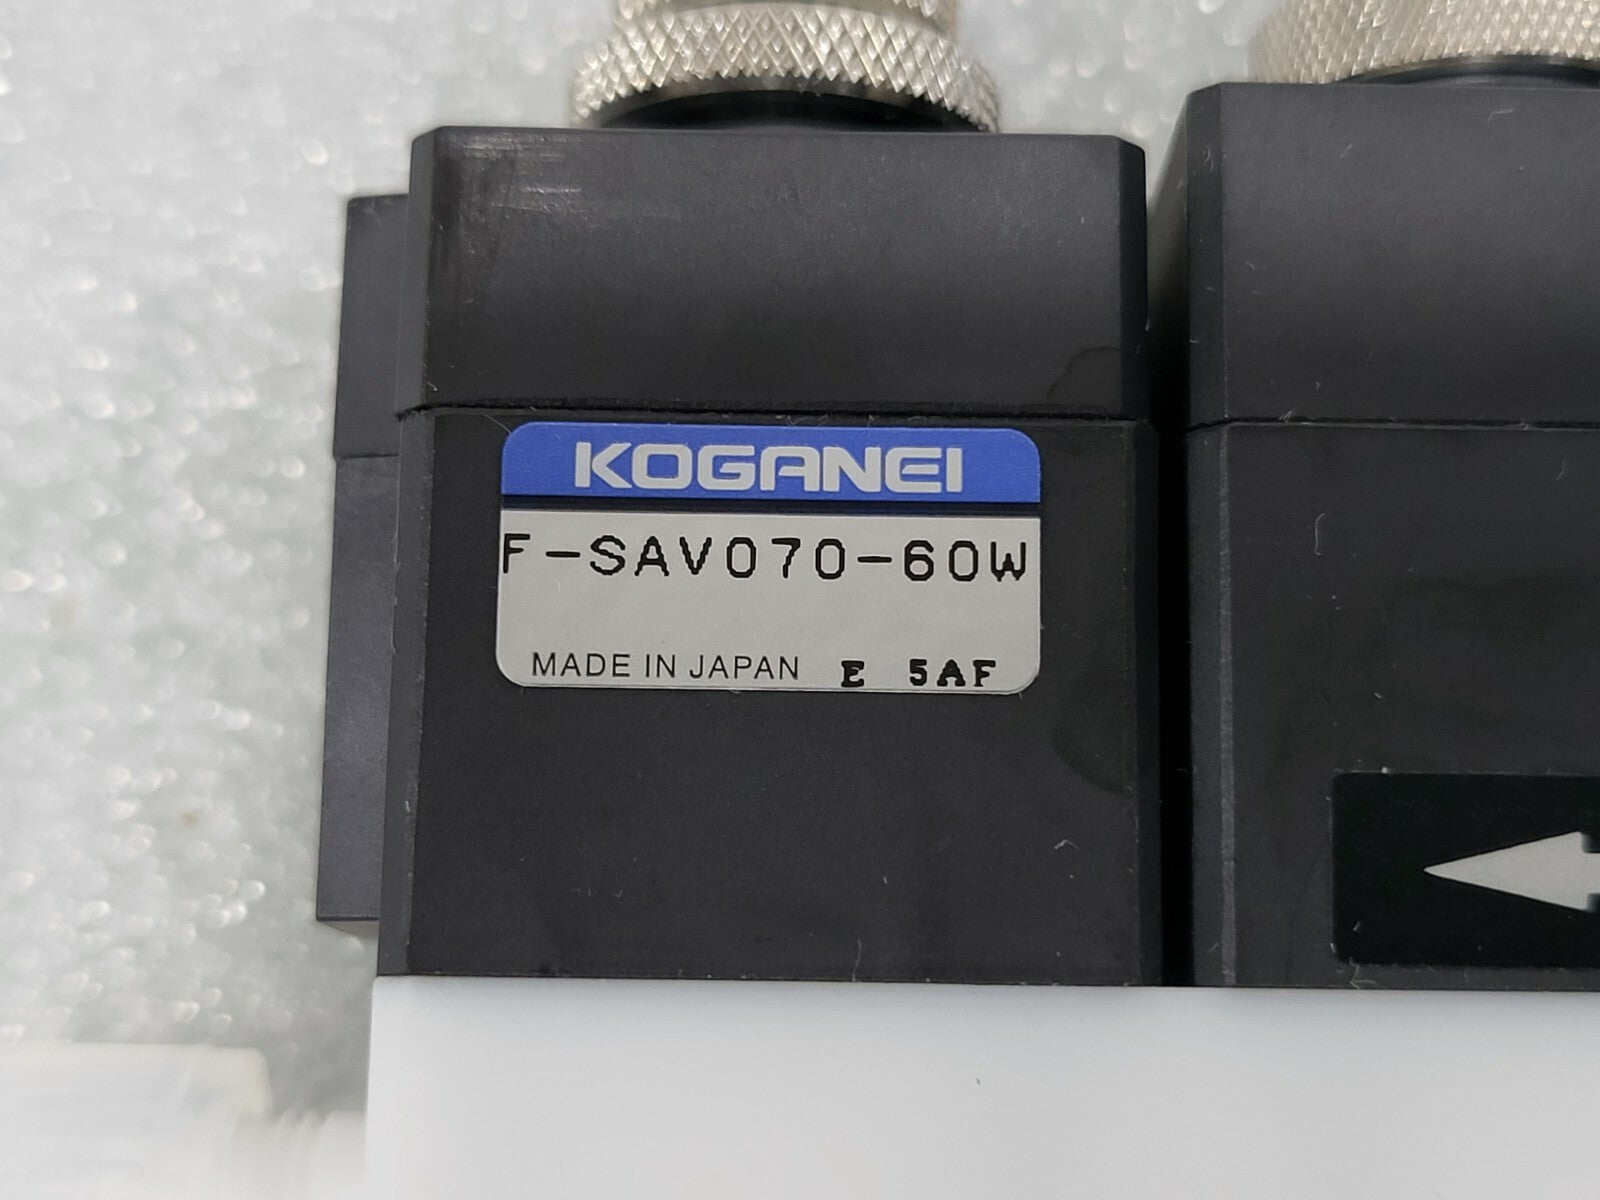 KOGANEI
F-SAV070-60W
MADE IN JAPAN E 5AF